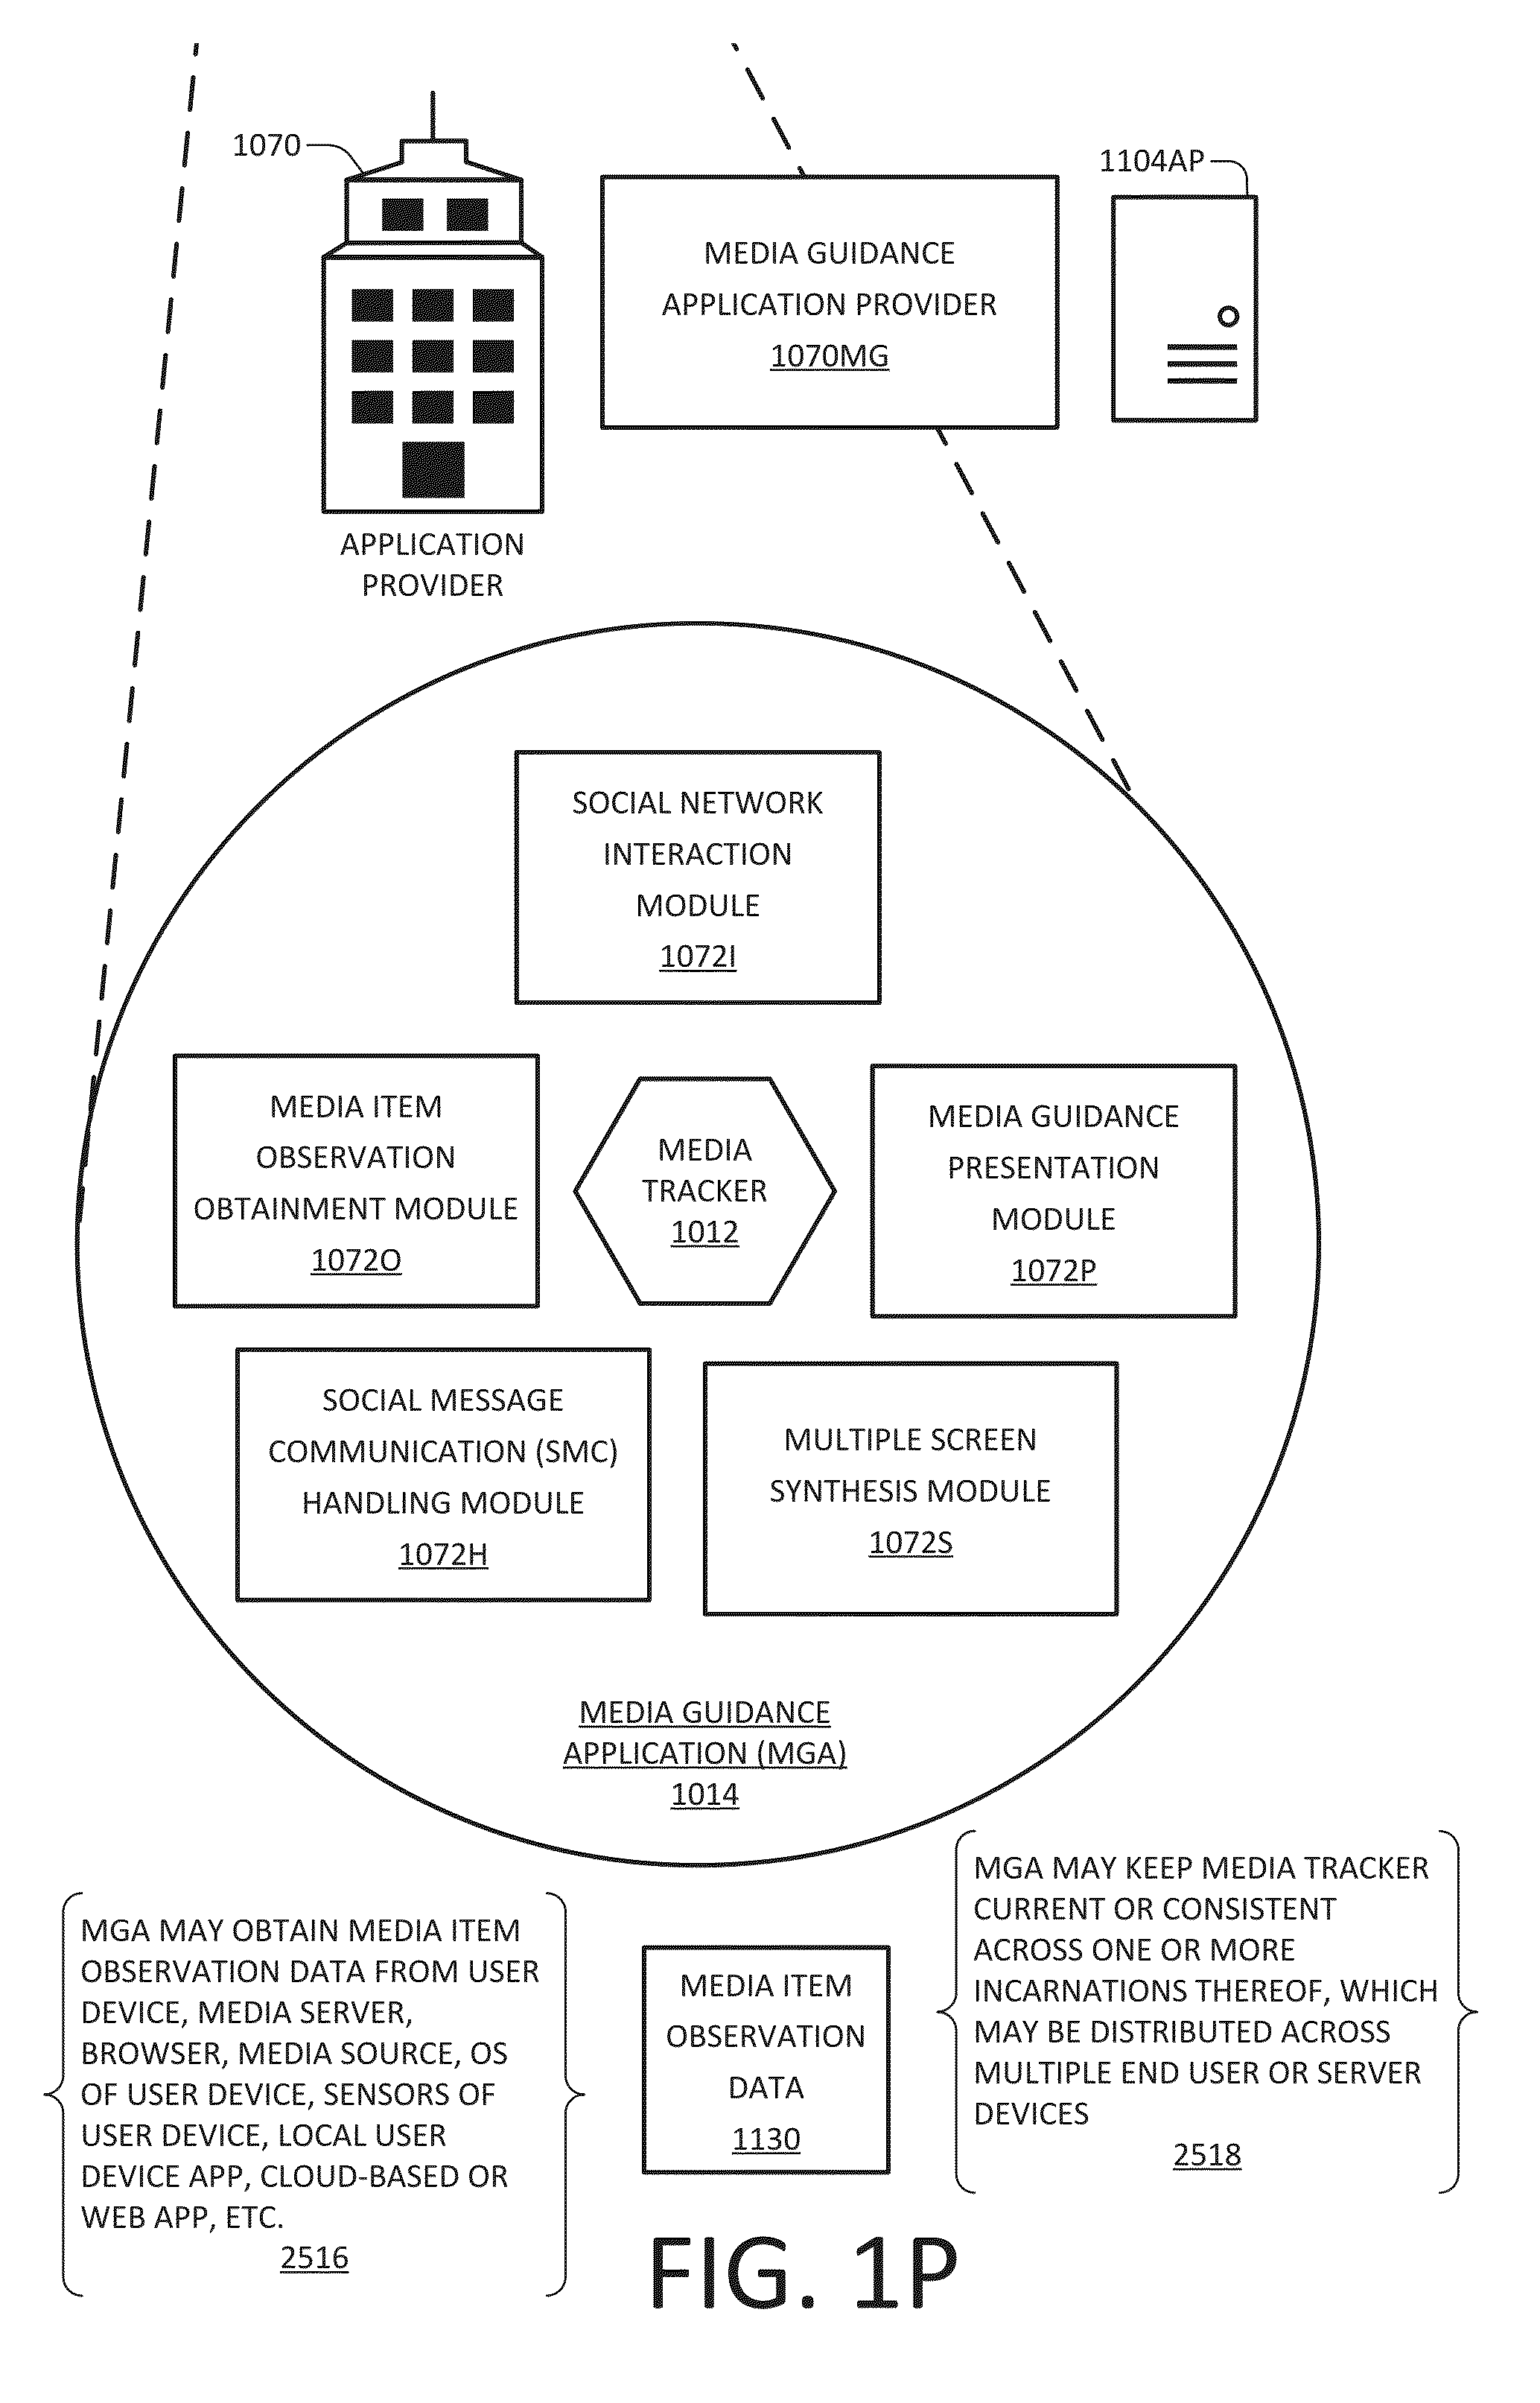 1070
1104AP
MEDIA GUIDANCE
APPLICATION PROVIDER
1070MG
APPLICATION
PROVIDER
SOCIAL NETWORK
INTERACTION
MODULE
1072I
MEDIA ITEM
OBSERVATION
OBTAINMENT MODULE
1072O
MEDIA
TRACKER
1012
MEDIA GUIDANCE
PRESENTATION
MODULE
1072P
SOCIAL MESSAGE
COMMUNICATION (SMC)
HANDLING MODULE
1072H
MULTIPLE SCREEN
SYNTHESIS MODULE
1072S
MEDIA GUIDANCE
APPLICATION (MGA)
1014
MGA MAY OBTAIN MEDIA ITEM
OBSERVATION DATA FROM USER
DEVICE, MEDIA SERVER,
BROWSER, MEDIA SOURCE, OS
OF USER DEVICE, SENSORS OF
USER DEVICE, LOCAL USER
DEVICE APP, CLOUD-BASED OR
WEB APP, ETC.
2516
MEDIA ITEM
OBSERVATION
DATA
1130
MGA MAY KEEP MEDIA TRACKER
CURRENT OR CONSISTENT
ACROSS ONE OR MORE
INCARNATIONS THEREOF, WHICH
MAY BE DISTRIBUTED ACROSS
MULTIPLE END USER OR SERVER
DEVICES
2518
FIG. 1P